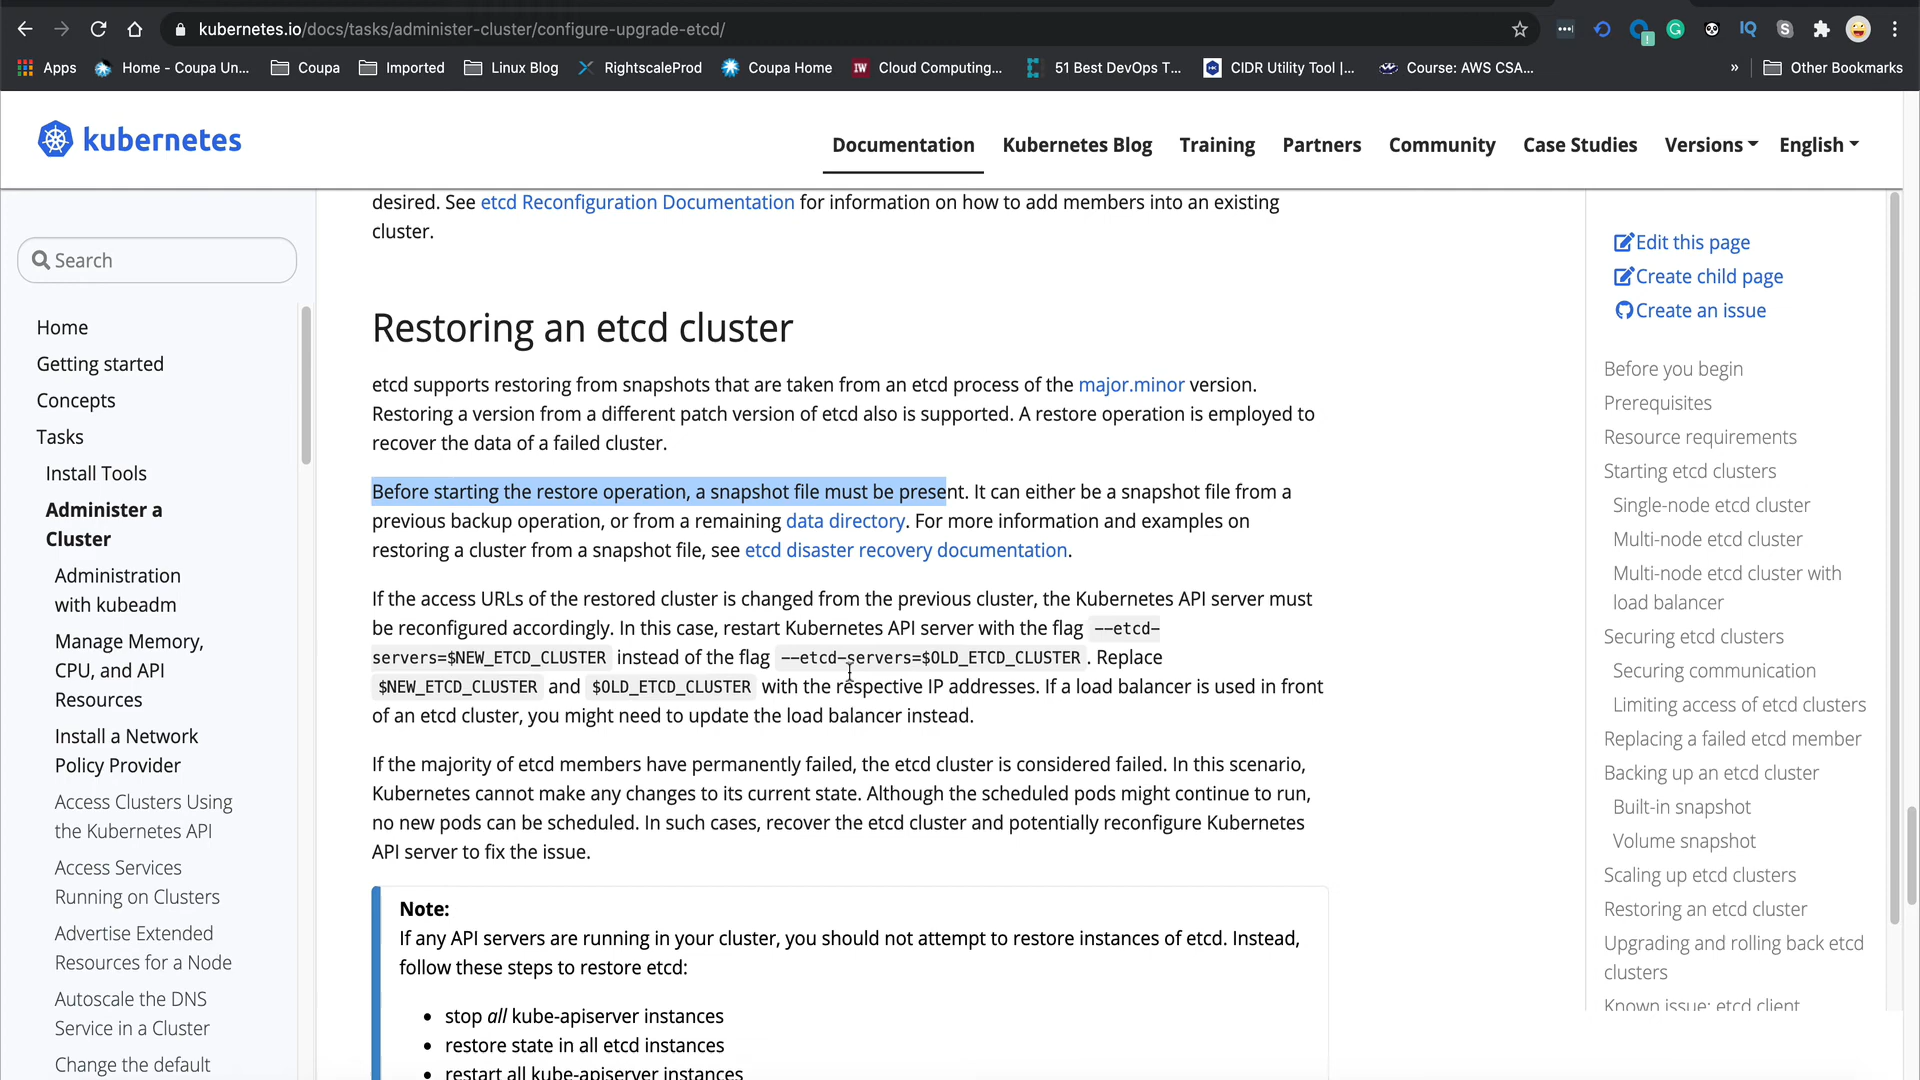 kubernetes.io/docs/tasks/administer-cluster/configure-upgrade-etcd/
Apps
Home - Coupa Un...
Coupa
Imported
Linux Blog
RightscaleProd
Coupa Home
IW
Cloud Computing...
51 Best DevOps T...
CIDR Utility Tool |...
Course: AWS CSA...
»
Other Bookmarks
kubernetes
Documentation
Kubernetes Blog
Training
Partners
Community
Case Studies
Versions
English
Search
Home
Getting started
Concepts
Tasks
Install Tools
Administer a
Cluster
Administration
with kubeadm
Manage Memory,
CPU, and API
Resources
Install a Network
Policy Provider
Access Clusters Using
the Kubernetes API
Access Services
Running on Clusters
Advertise Extended
Resources for a Node
Autoscale the DNS
Service in a Cluster
Change the default
desired. See etcd Reconfiguration Documentation for information on how to add members into an existing
cluster.
Restoring an etcd cluster
etcd supports restoring from snapshots that are taken from an etcd process of the major.minor version.
Restoring a version from a different patch version of etcd also is supported. A restore operation is employed to
recover the data of a failed cluster.
Before starting the restore operation, a snapshot file must be present. It can either be a snapshot file from a
previous backup operation, or from a remaining data directory. For more information and examples on
restoring a cluster from a snapshot file, see etcd disaster recovery documentation.
If the access URLs of the restored cluster is changed from the previous cluster, the Kubernetes API server must
be reconfigured accordingly. In this case, restart Kubernetes API server with the flag --etcd-
servers=$NEW_ETCD_CLUSTER instead of the flag --etcd-servers=$OLD_ETCD_CLUSTER . Replace
$NEW_ETCD_CLUSTER and $OLD_ETCD_CLUSTER with the respective IP addresses. If a load balancer is used in front
of an etcd cluster, you might need to update the load balancer instead.
If the majority of etcd members have permanently failed, the etcd cluster is considered failed. In this scenario,
Kubernetes cannot make any changes to its current state. Although the scheduled pods might continue to run,
no new pods can be scheduled. In such cases, recover the etcd cluster and potentially reconfigure Kubernetes
API server to fix the issue.
Note:
If any API servers are running in your cluster, you should not attempt to restore instances of etcd. Instead,
follow these steps to restore etcd:
• stop all kube-apiserver instances
• restore state in all etcd instances
• restart all kube-apiserver instances
Edit this page
Create child page
Create an issue
Before you begin
Prerequisites
Resource requirements
Starting etcd clusters
Single-node etcd cluster
Multi-node etcd cluster
Multi-node etcd cluster with
load balancer
Securing etcd clusters
Securing communication
Limiting access of etcd clusters
Replacing a failed etcd member
Backing up an etcd cluster
Built-in snapshot
Volume snapshot
Scaling up etcd clusters
Restoring an etcd cluster
Upgrading and rolling back etcd
clusters
Known issue: etcd client